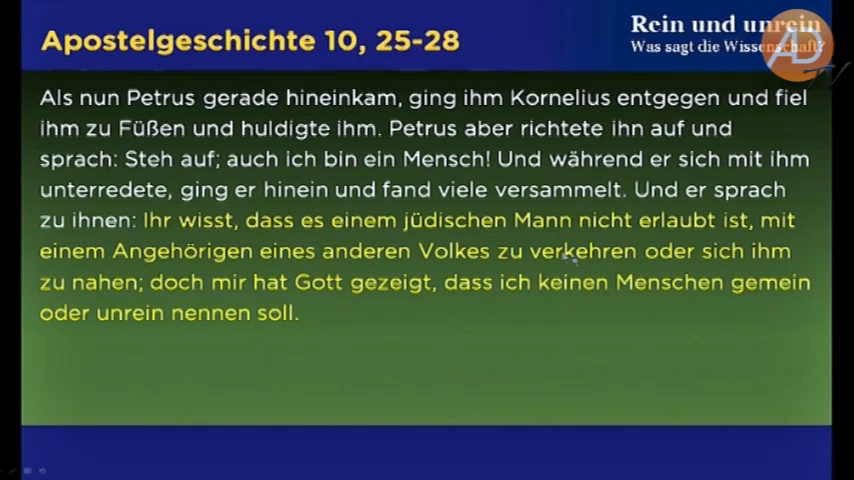 Apostelgeschichte 10, 25-28
Rein und unrein
Was sagt die Wissenschaft?
AD
TV
Als nun Petrus gerade hineinkam, ging ihm Kornelius entgegen und fiel
ihm zu Füßen und huldigte ihm. Petrus aber richtete ihn auf und
sprach: Steh auf; auch ich bin ein Mensch! Und während er sich mit ihm
unterredete, ging er hinein und fand viele versammelt. Und er sprach
zu ihnen: Ihr wisst, dass es einem jüdischen Mann nicht erlaubt ist, mit
einem Angehörigen eines anderen Volkes zu verkehren oder sich ihm
zu nahen; doch mir hat Gott gezeigt, dass ich keinen Menschen gemein
oder unrein nennen soll.